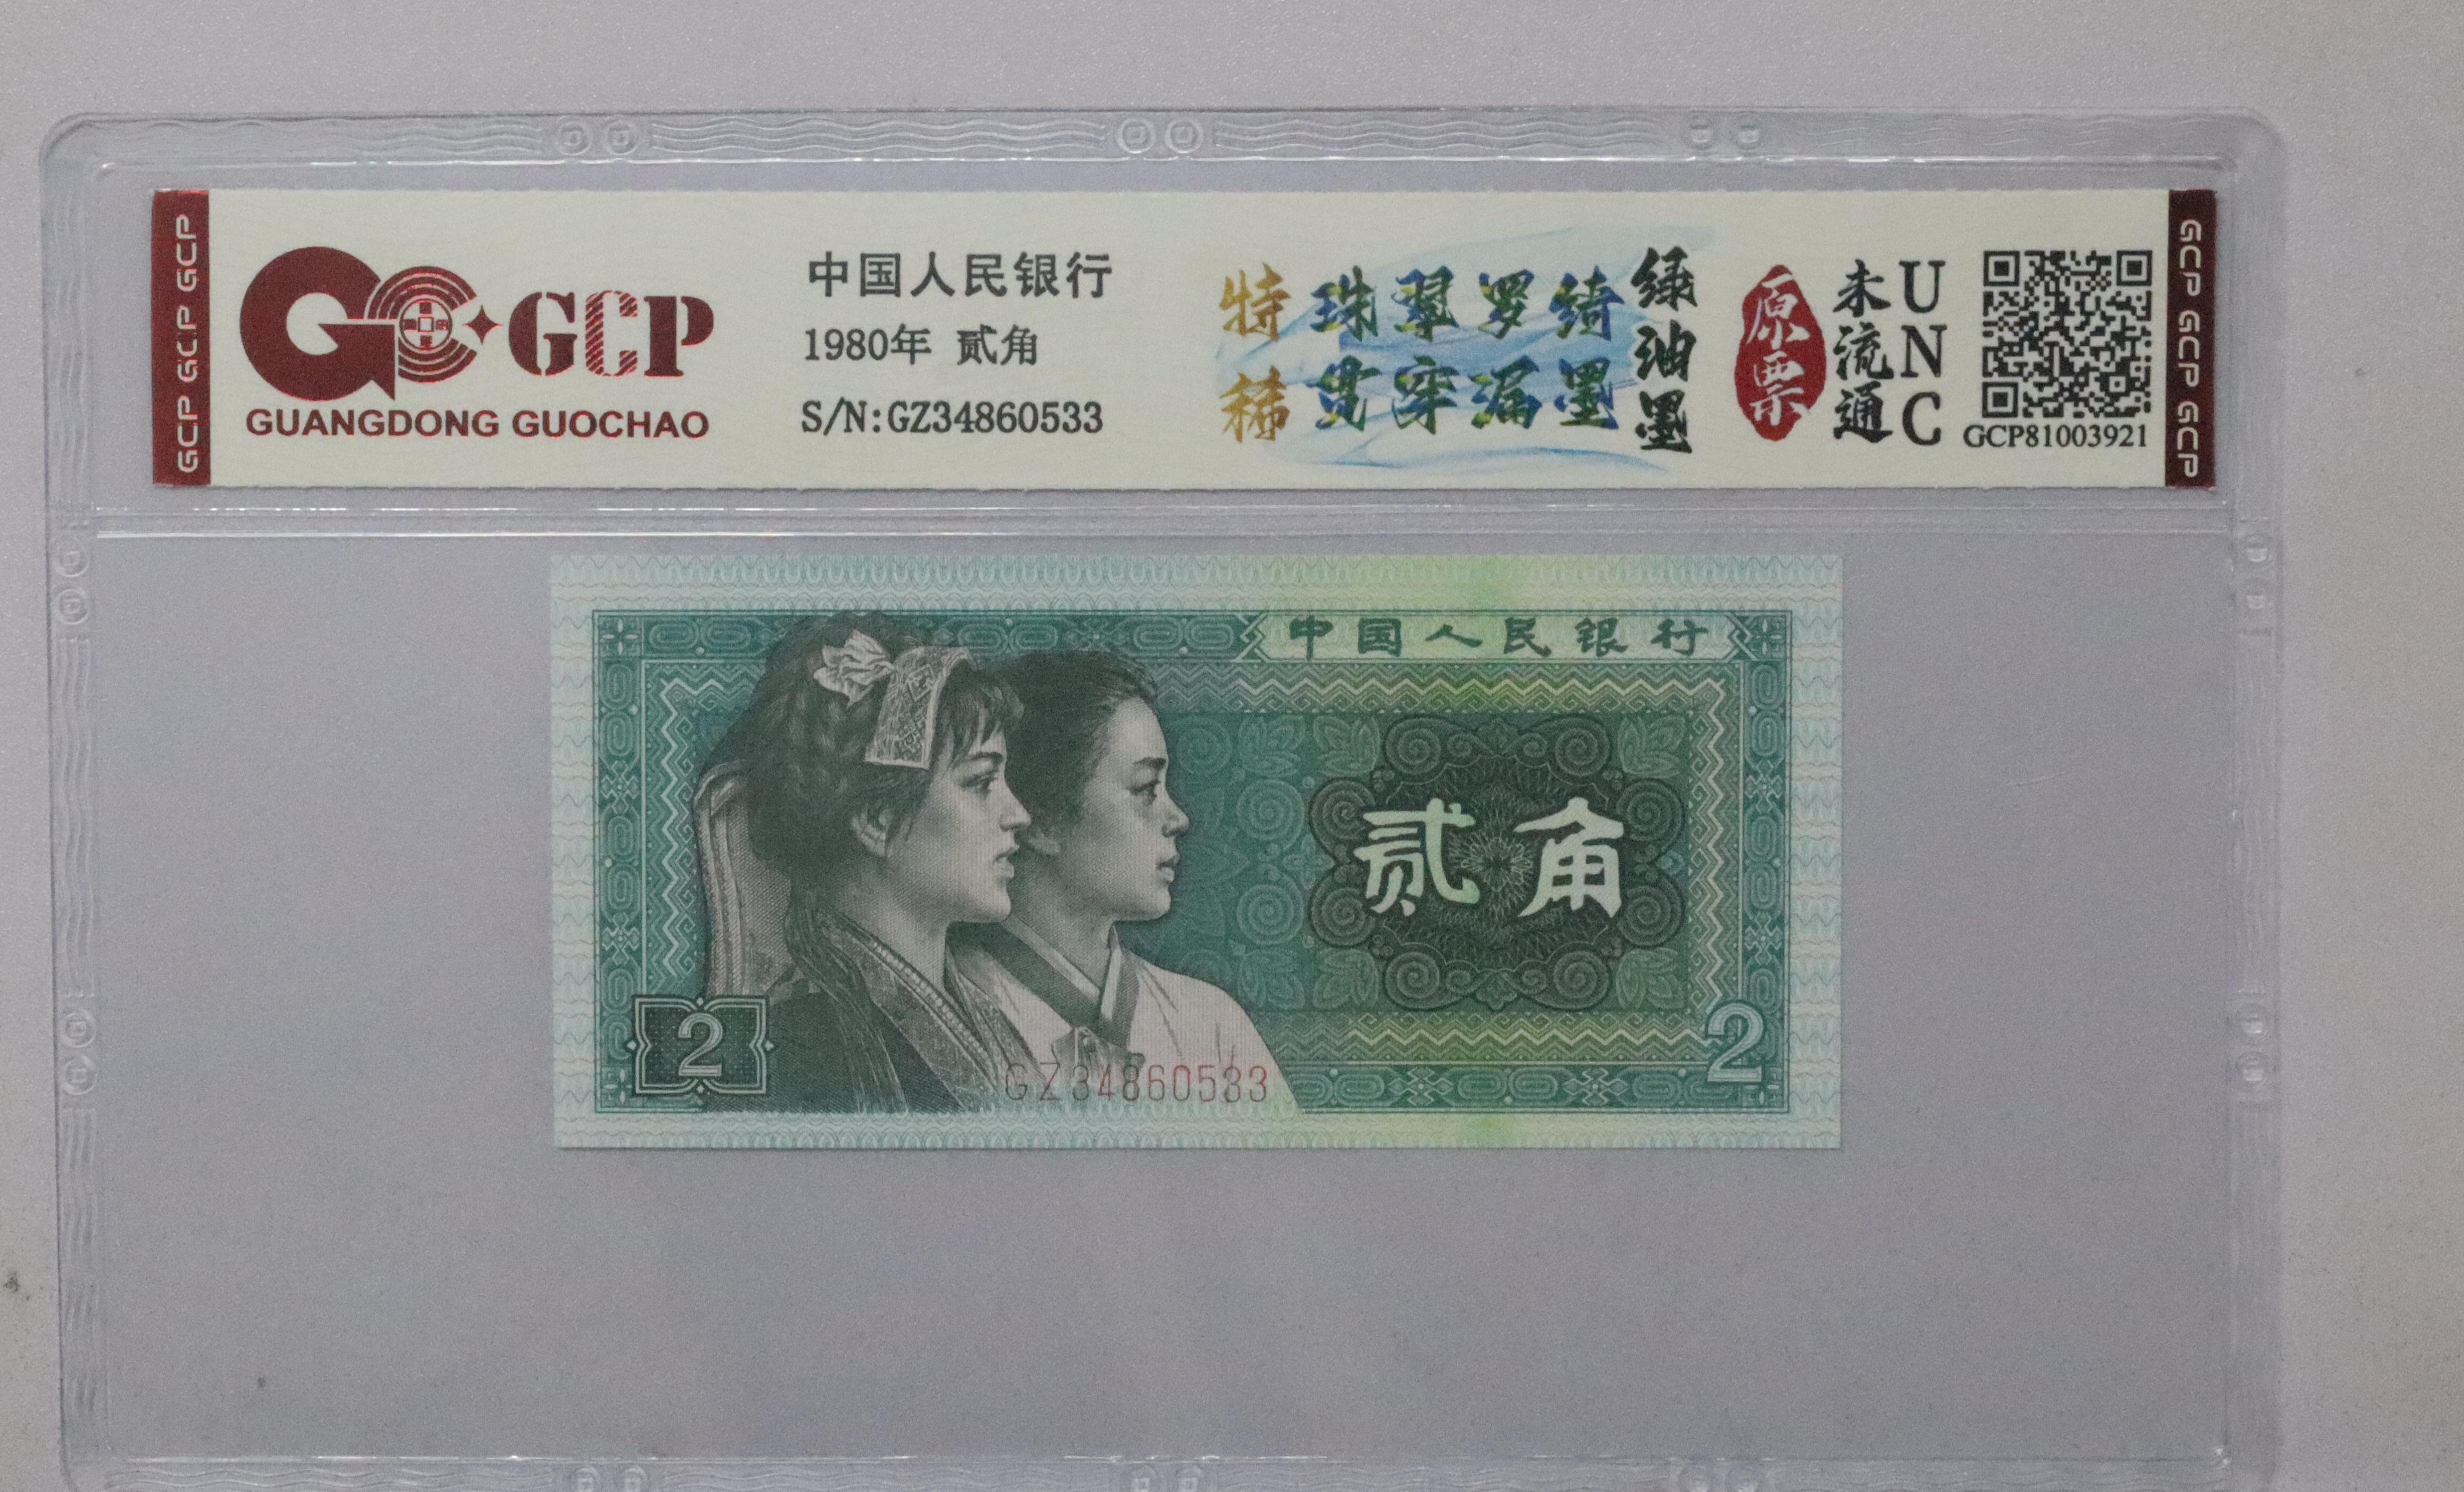 GCP GCP GCP
GCP
GUANGDONG GUOCHAO
中国人民银行
1980年 贰角
S/N:GZ34860533
特稀
珠翠罗绮
贯穿漏墨
绿油墨
原票
未流通
UNC
GCP81003921
GCP GCP GCP GCP
中国人民银行
贰角
2
2
GZ34860533